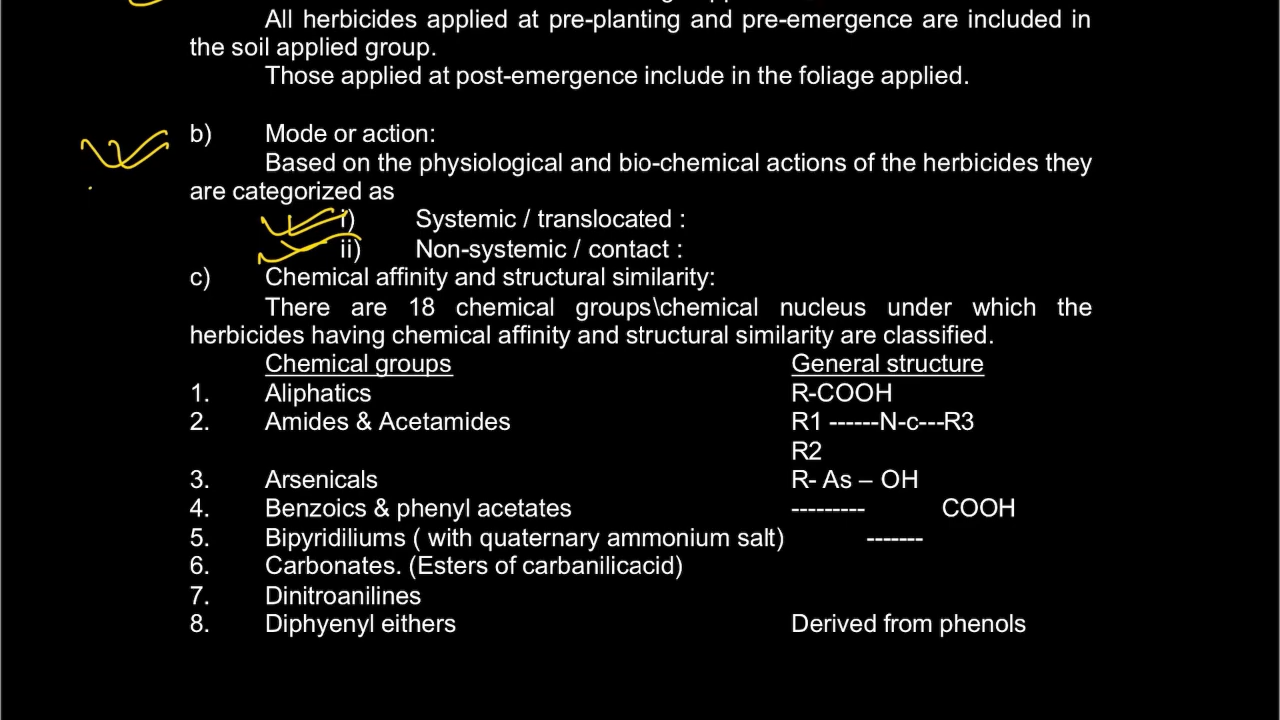 All herbicides applied at pre-planting and pre-emergence are included in
the soil applied group.
Those applied at post-emergence include in the foliage applied.
b) Mode or action:
Based on the physiological and bio-chemical actions of the herbicides they
are categorized as
i) Systemic / translocated :
ii) Non-systemic / contact :
c) Chemical affinity and structural similarity:
There are 18 chemical groups\chemical nucleus under which the
herbicides having chemical affinity and structural similarity are classified.
Chemical groups General structure
1. Aliphatics R-COOH
2. Amides & Acetamides R1 ------N-c---R3
R2
3. Arsenicals R- As – OH
4. Benzoics & phenyl acetates --------- COOH
5. Bipyridiliums ( with quaternary ammonium salt) -------
6. Carbonates. (Esters of carbanilicacid)
7. Dinitroanilines
8. Diphyenyl eithers Derived from phenols